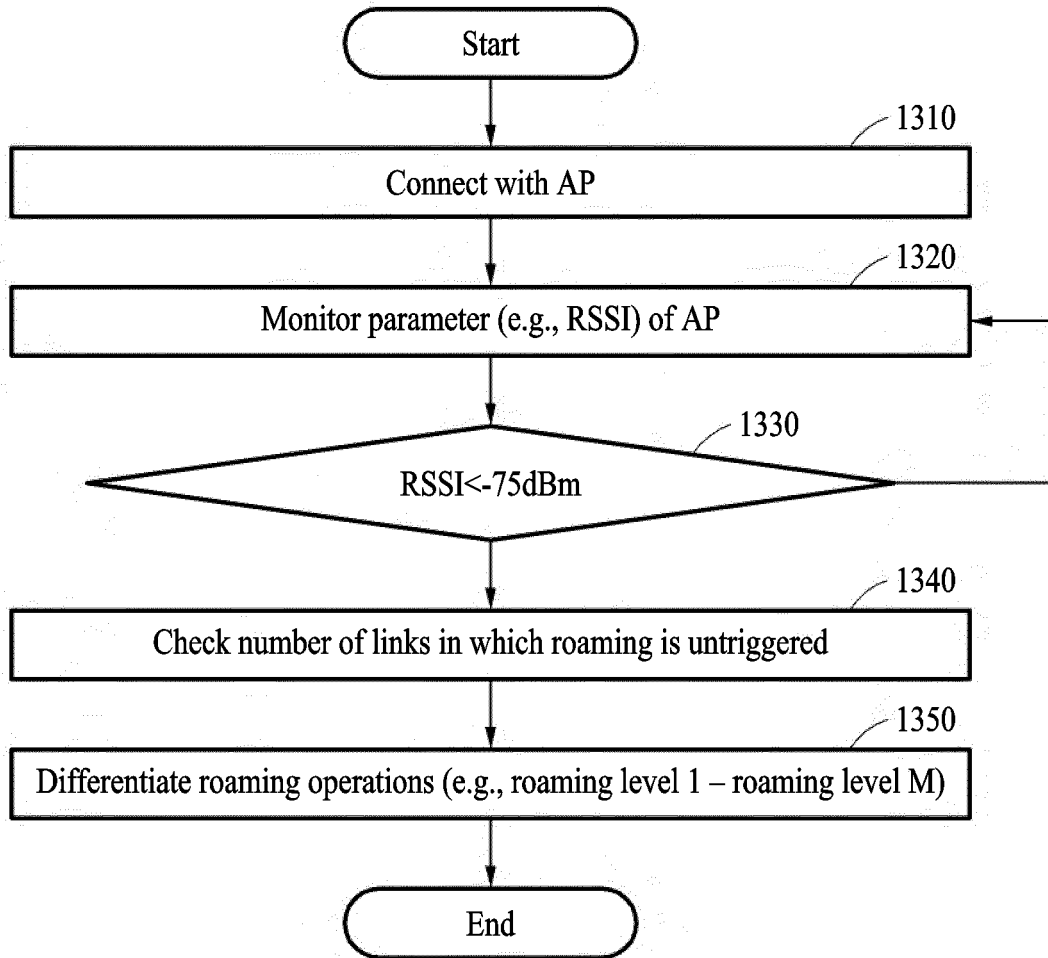 Start
1310
Connect with AP
1320
Monitor parameter (e.g., RSSI) of AP
1330
RSSI<-75dBm
1340
Check number of links in which roaming is untriggered
1350
Differentiate roaming operations (e.g., roaming level 1 – roaming level M)
End